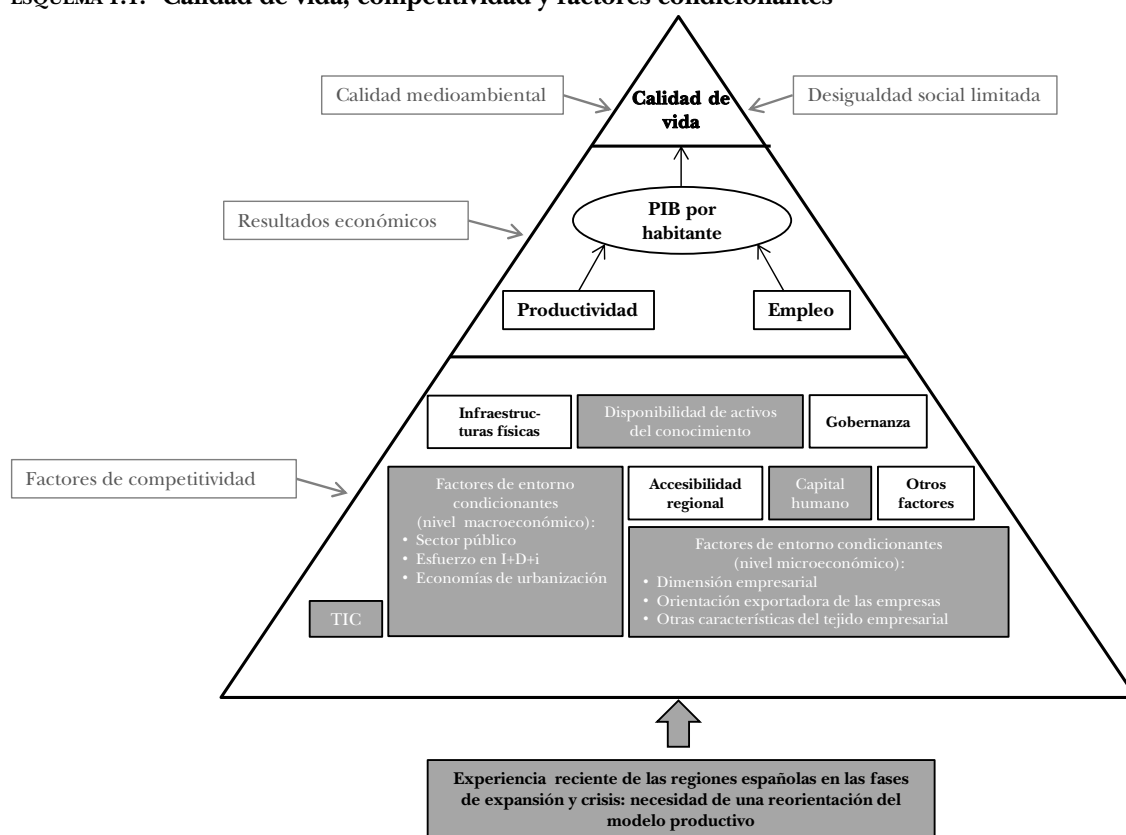 ESQUEMA 1.1: Calidad de vida, competitividad y factores condicionantes
Calidad medioambiental
Calidad de
vida
Desigualdad social limitada
Resultados económicos
PIB por
habitante
Productividad
Empleo
Infraestruc-
turas físicas
Disponibilidad de activos
del conocimiento
Gobernanza
Factores de competitividad
Factores de entorno
condicionantes
(nivel macroeconómico):
• Sector público
• Esfuerzo en I+D+i
• Economías de urbanización
Accesibilidad
regional
Capital
humano
Otros
factores
Factores de entorno condicionantes
(nivel microeconómico):
• Dimensión empresarial
• Orientación exportadora de las empresas
• Otras características del tejido empresarial
TIC
Experiencia reciente de las regiones españolas en las fases
de expansión y crisis: necesidad de una reorientación del
modelo productivo